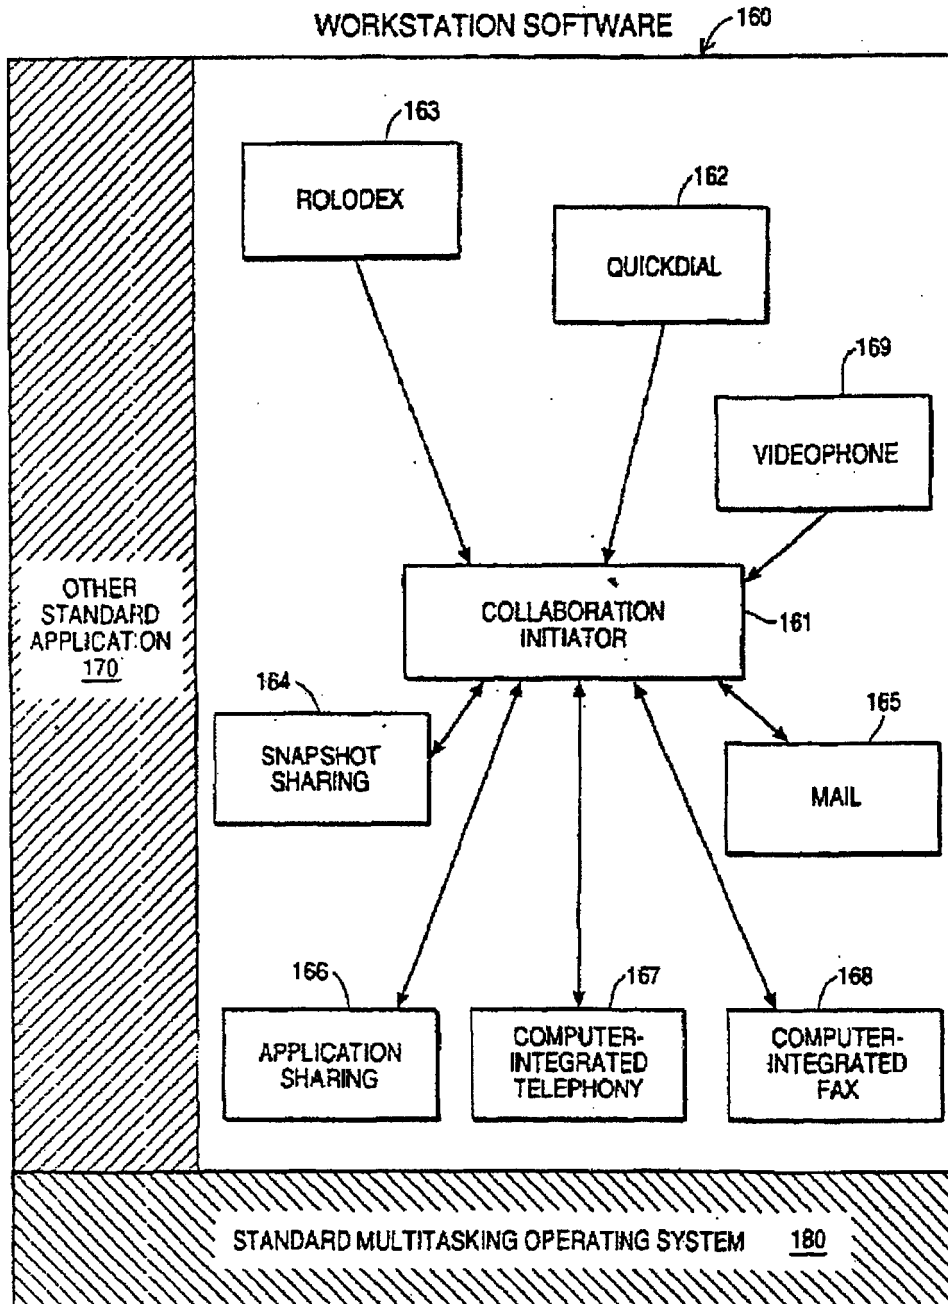 WORKSTATION SOFTWARE
160
163
ROLODEX
162
QUICKDIAL
169
VIDEOPHONE
COLLABORATION
INITIATOR
161
OTHER
STANDARD
APPLICATION
170
164
SNAPSHOT
SHARING
165
MAIL
166
APPLICATION
SHARING
167
COMPUTER-
INTEGRATED
TELEPHONY
168
COMPUTER-
INTEGRATED
FAX
STANDARD MULTITASKING OPERATING SYSTEM 180